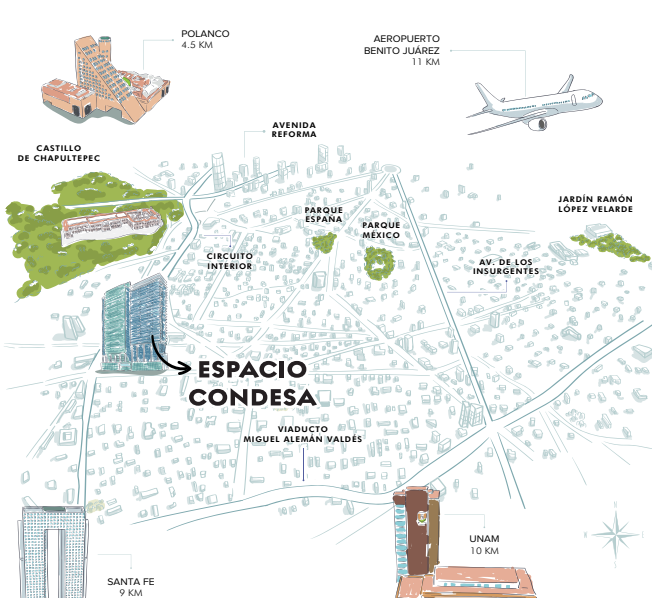 POLANCO
4.5 KM
AEROPUERTO
BENITO JUÁREZ
11 KM
AVENIDA
REFORMA
CASTILLO
DE CHAPULTEPEC
JARDÍN RAMÓN
LÓPEZ VELARDE
PARQUE
ESPAÑA
PARQUE
MÉXICO
CIRCUITO
INTERIOR
AV. DE LOS
INSURGENTES
ESPACIO
CONDESA
VIADUCTO
MIGUEL ALEMÁN VALDÉS
UNAM
10 KM
SANTA FE
9 KM